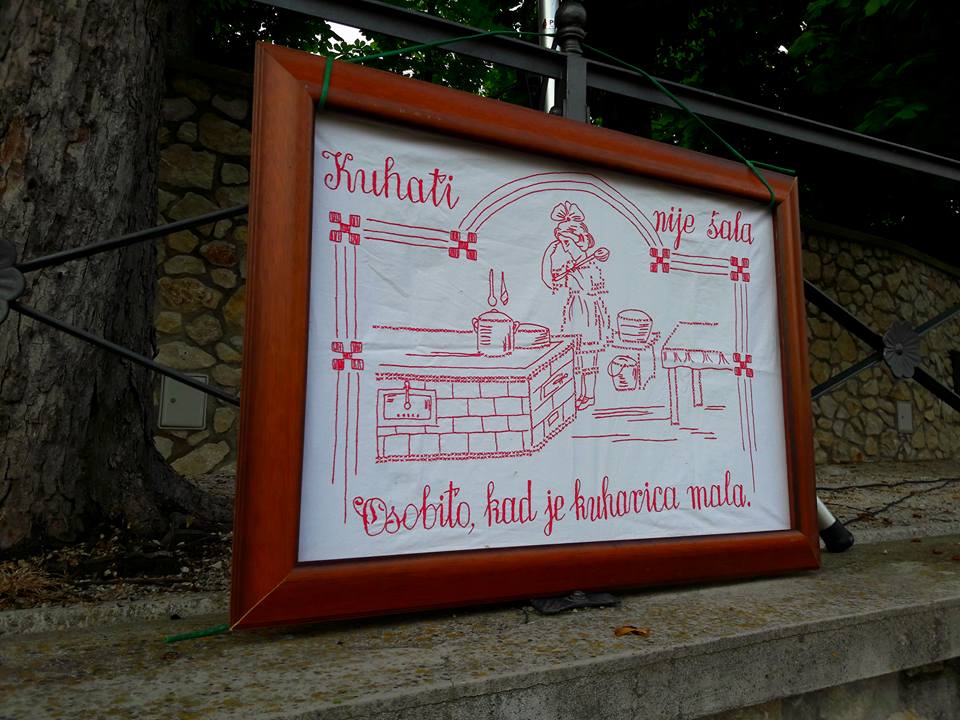 Kuhati nije šala
Osobito, kad je kuharica mala.